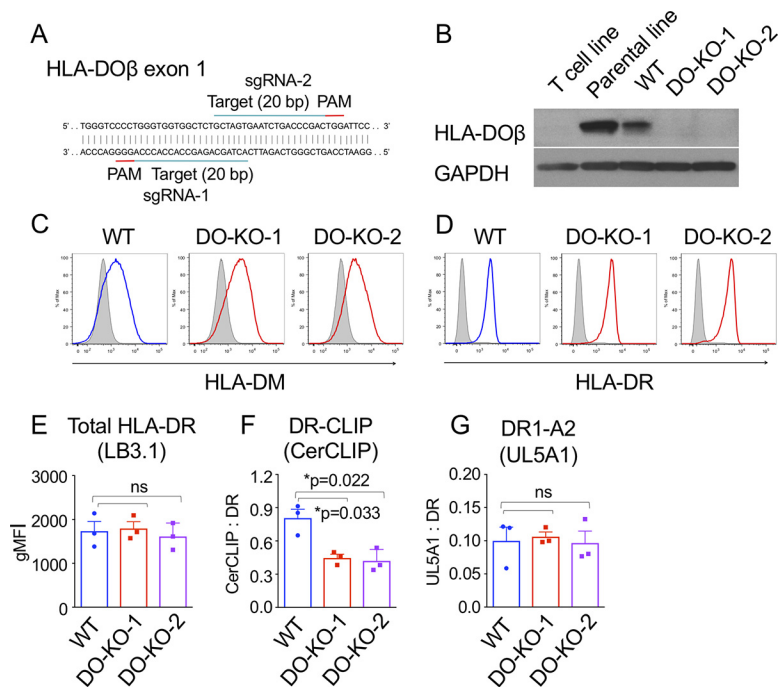 A
HLA-DOβ exon 1
sgRNA-2
Target (20 bp) PAM
5'..TGGGTCCCCTGGGTGGTGGCTCTGCTAGTGAATCTGACCCGACTGGATTCC.. 3'
3'..ACCCAGGGGACCCACCACCGAGACGATCACTTAGACTGGGCTGACCTAAGG.. 5'
PAM Target (20 bp)
sgRNA-1
B
T cell line
Parental line
WT
DO-KO-1
DO-KO-2
HLA-DOβ
GAPDH
C
WT DO-KO-1 DO-KO-2
HLA-DM
D
WT DO-KO-1 DO-KO-2
HLA-DR
E Total HLA-DR
(LB3.1)
ns
gMFI
3000
2000
1000
0
WT
DO-KO-1
DO-KO-2
F DR-CLIP
(CerCLIP)
*p=0.022
*p=0.033
CerCLIP : DR
1.2
0.9
0.6
0.3
0.0
WT
DO-KO-1
DO-KO-2
G DR1-A2
(UL5A1)
ns
UL5A1 : DR
0.20
0.15
0.10
0.05
0.00
WT
DO-KO-1
DO-KO-2